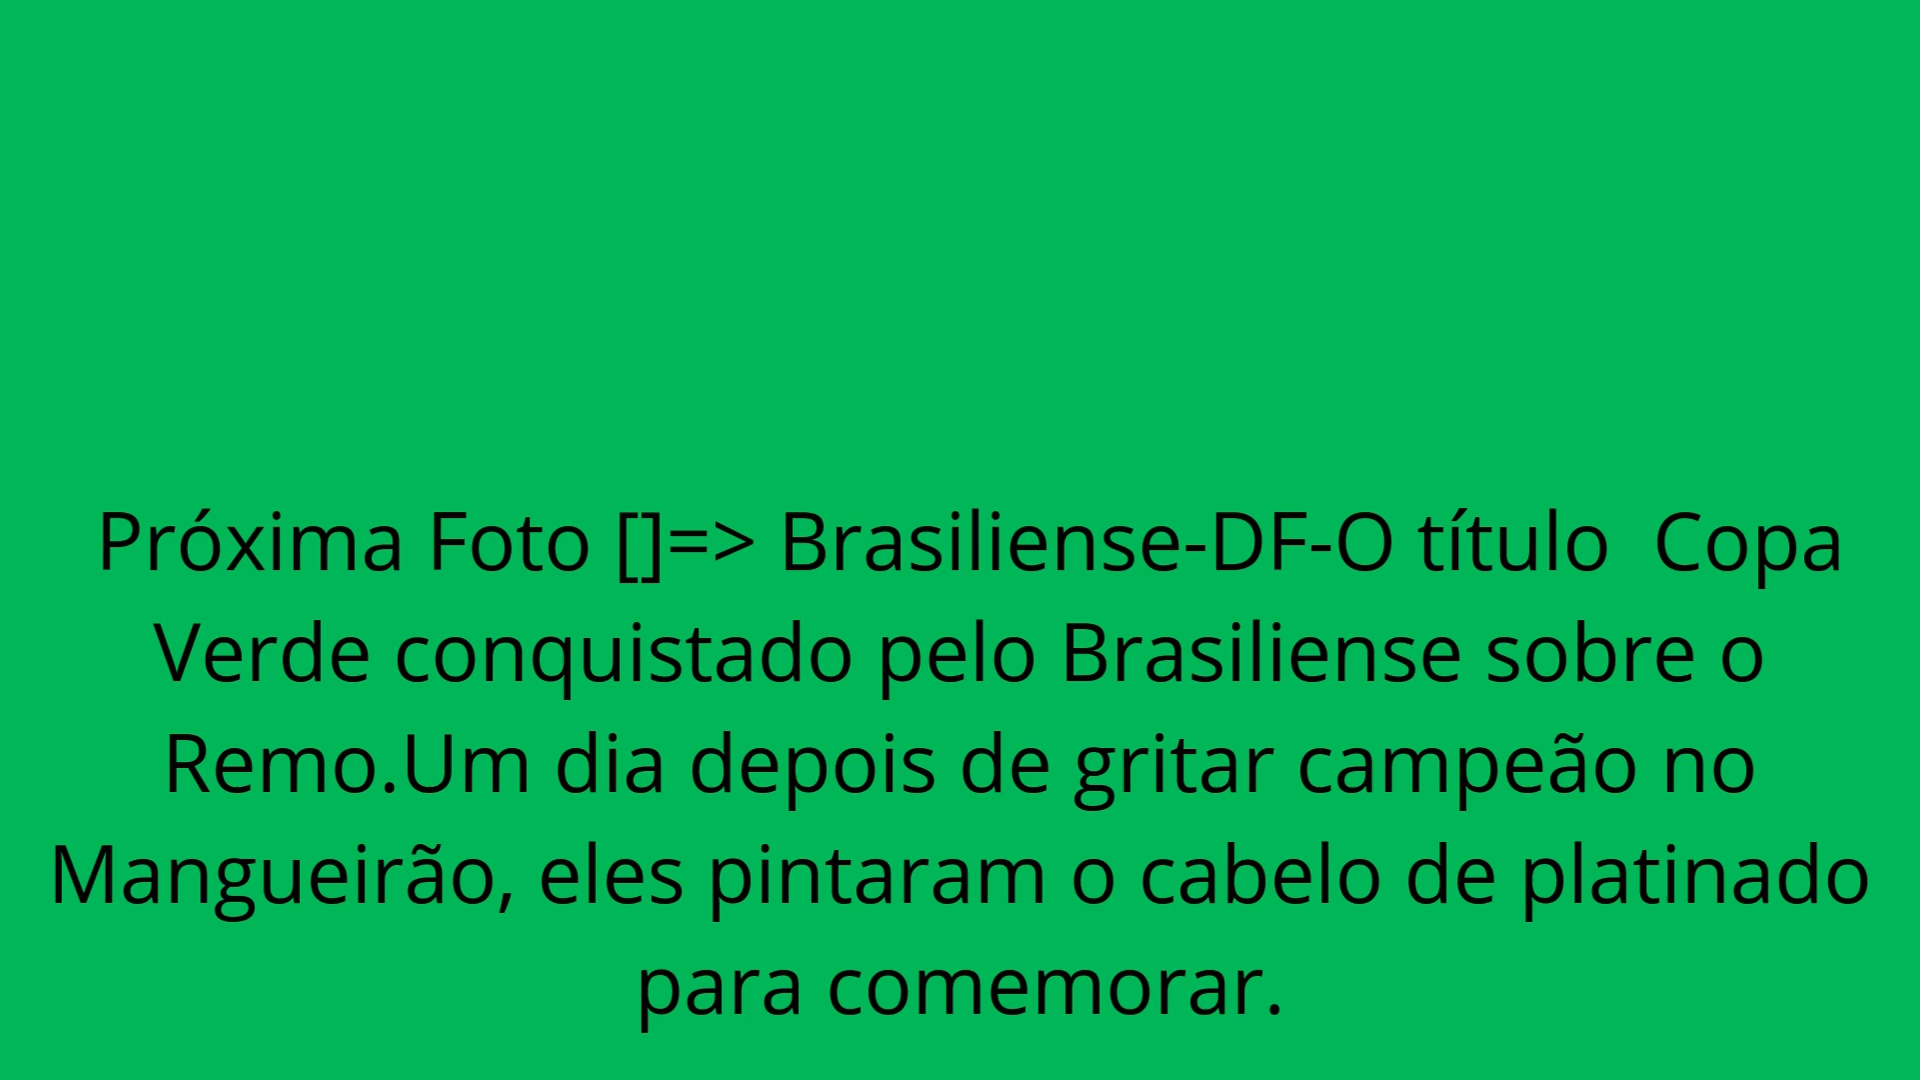 Próxima Foto []=> Brasiliense-DF-O título  Copa
Verde conquistado pelo Brasiliense sobre o
Remo.Um dia depois de gritar campeão no
Mangueirão, eles pintaram o cabelo de platinado
para comemorar.